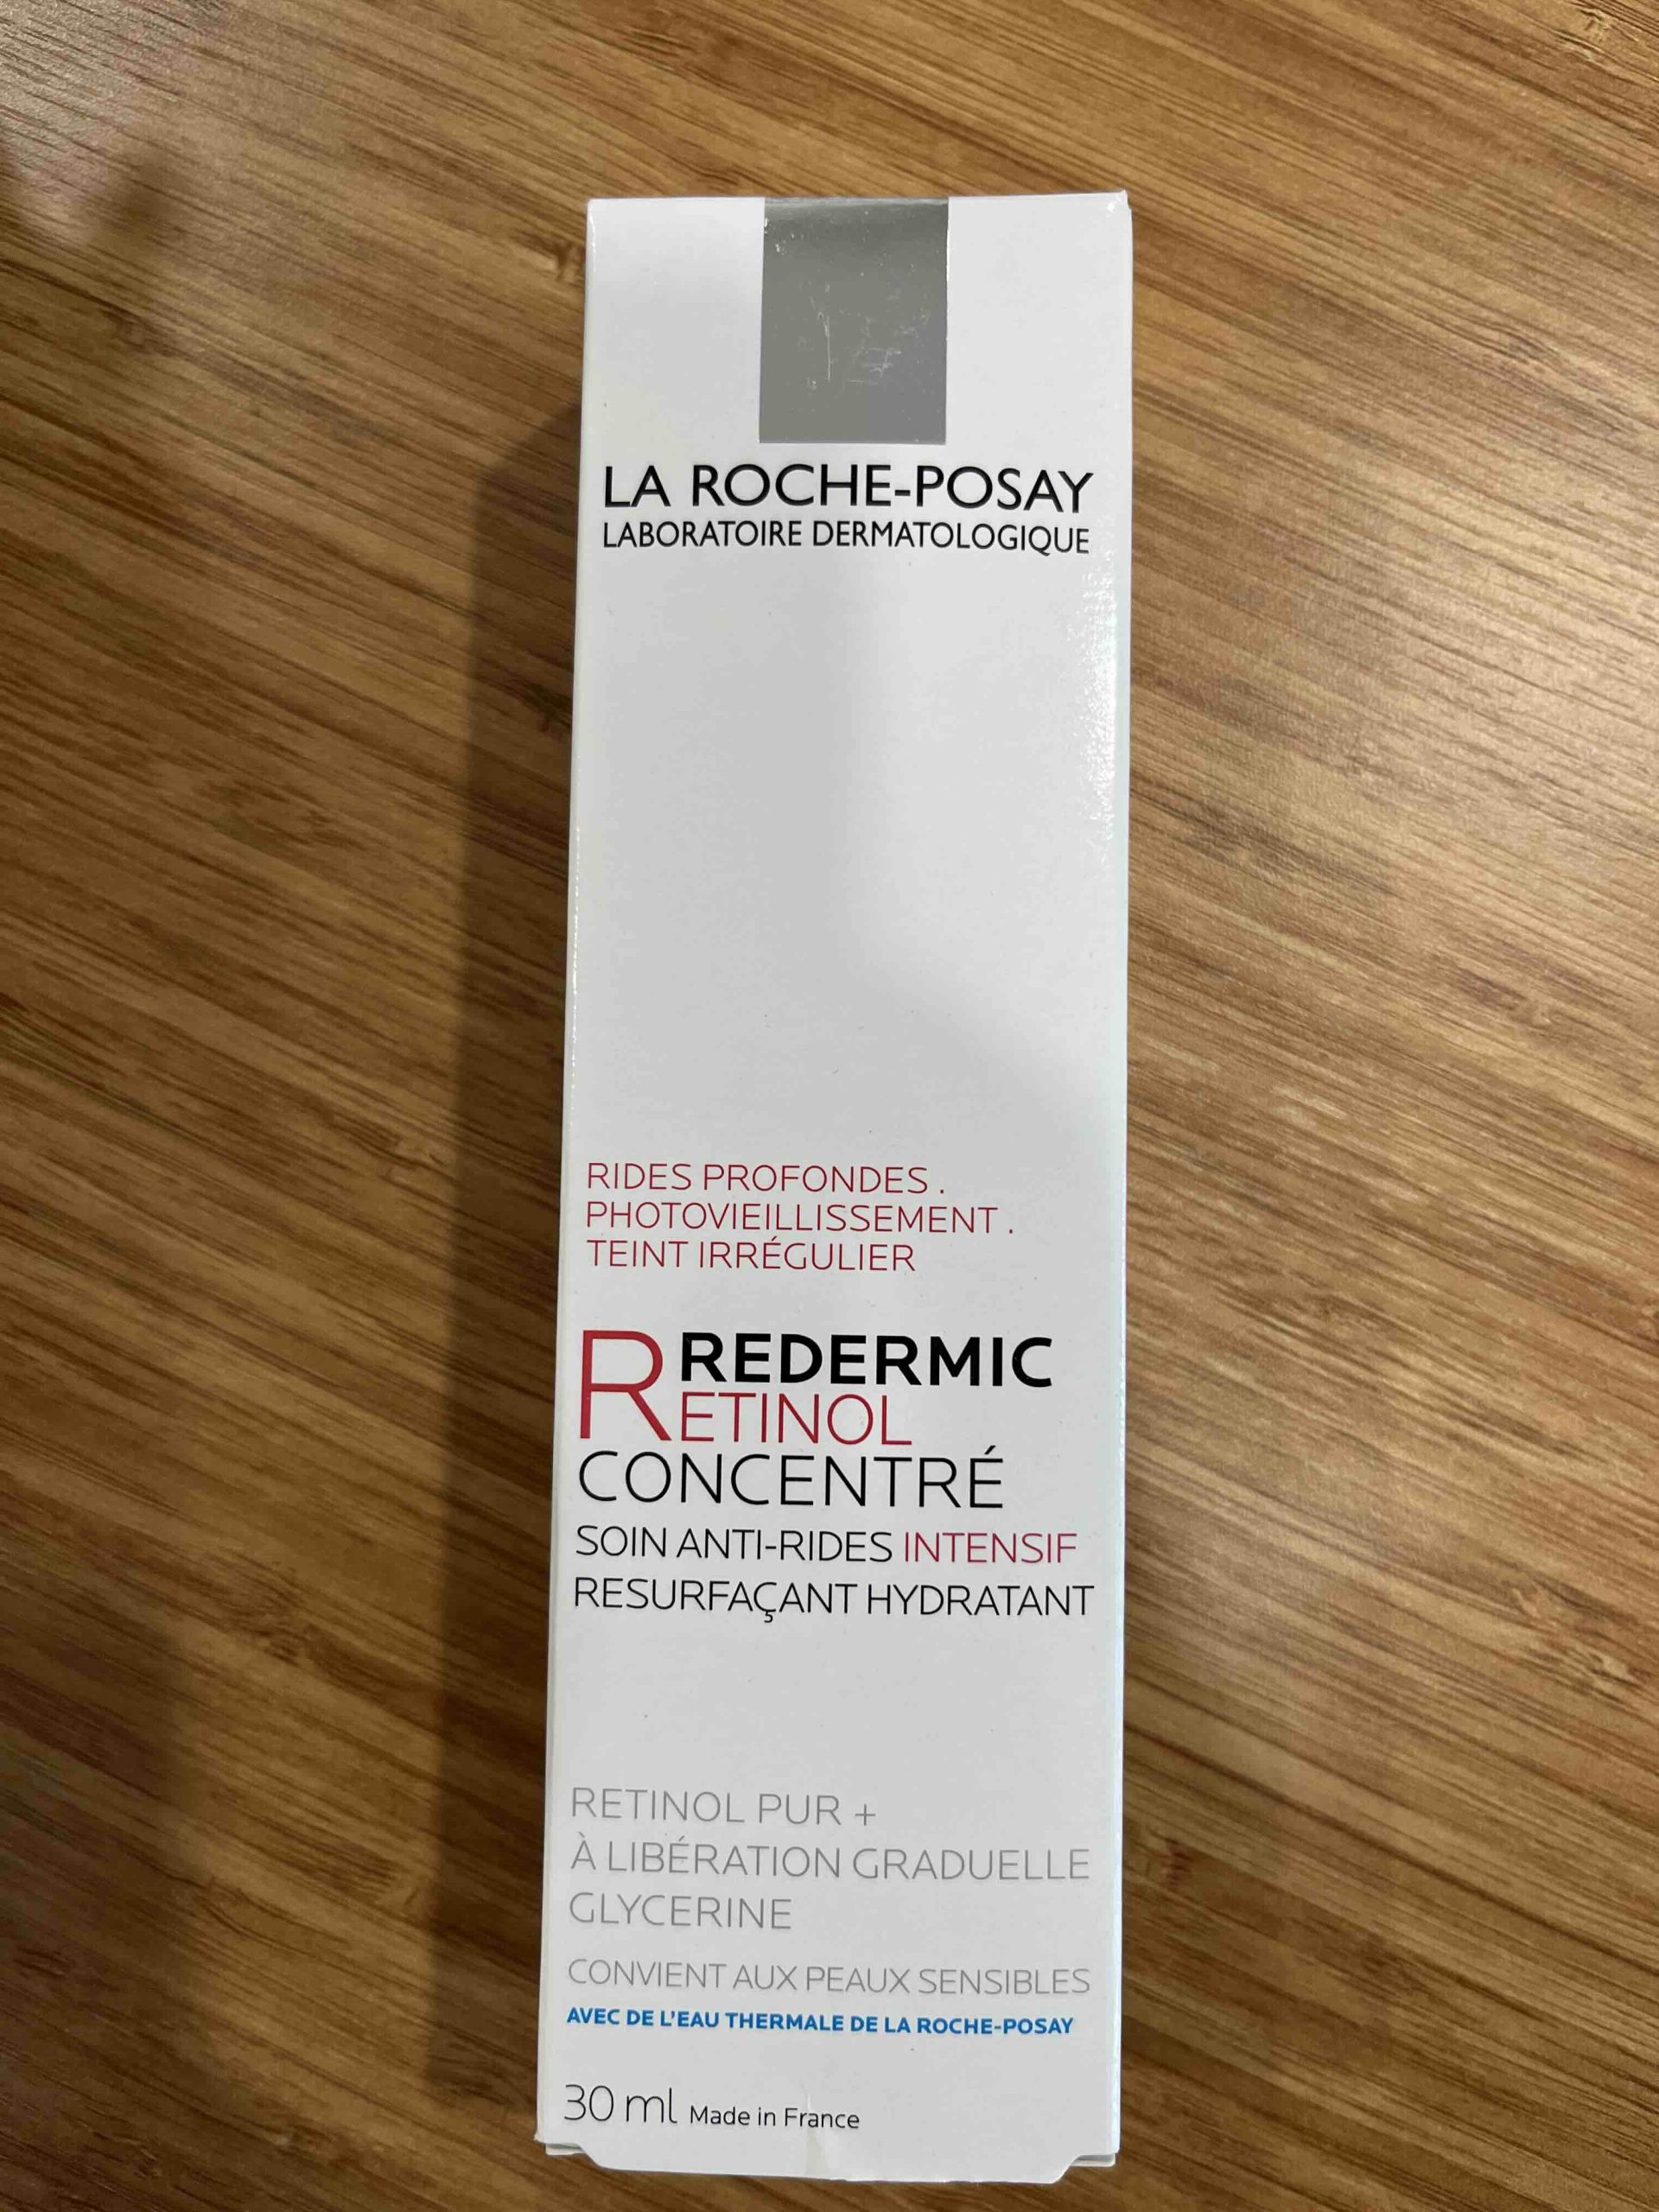 LA ROCHE-POSAY
LABORATOIRE DERMATOLOGIQUE
RIDES PROFONDES .
PHOTOVIEILLISSEMENT .
TEINT IRRÉGULIER
REDERMIC
RETINOL
CONCENTRÉ
SOIN ANTI-RIDES INTENSIF
RESURFAÇANT HYDRATANT
RETINOL PUR +
À LIBÉRATION GRADUELLE
GLYCERINE
CONVIENT AUX PEAUX SENSIBLES
AVEC DE L'EAU THERMALE DE LA ROCHE-POSAY
30 ml Made in France